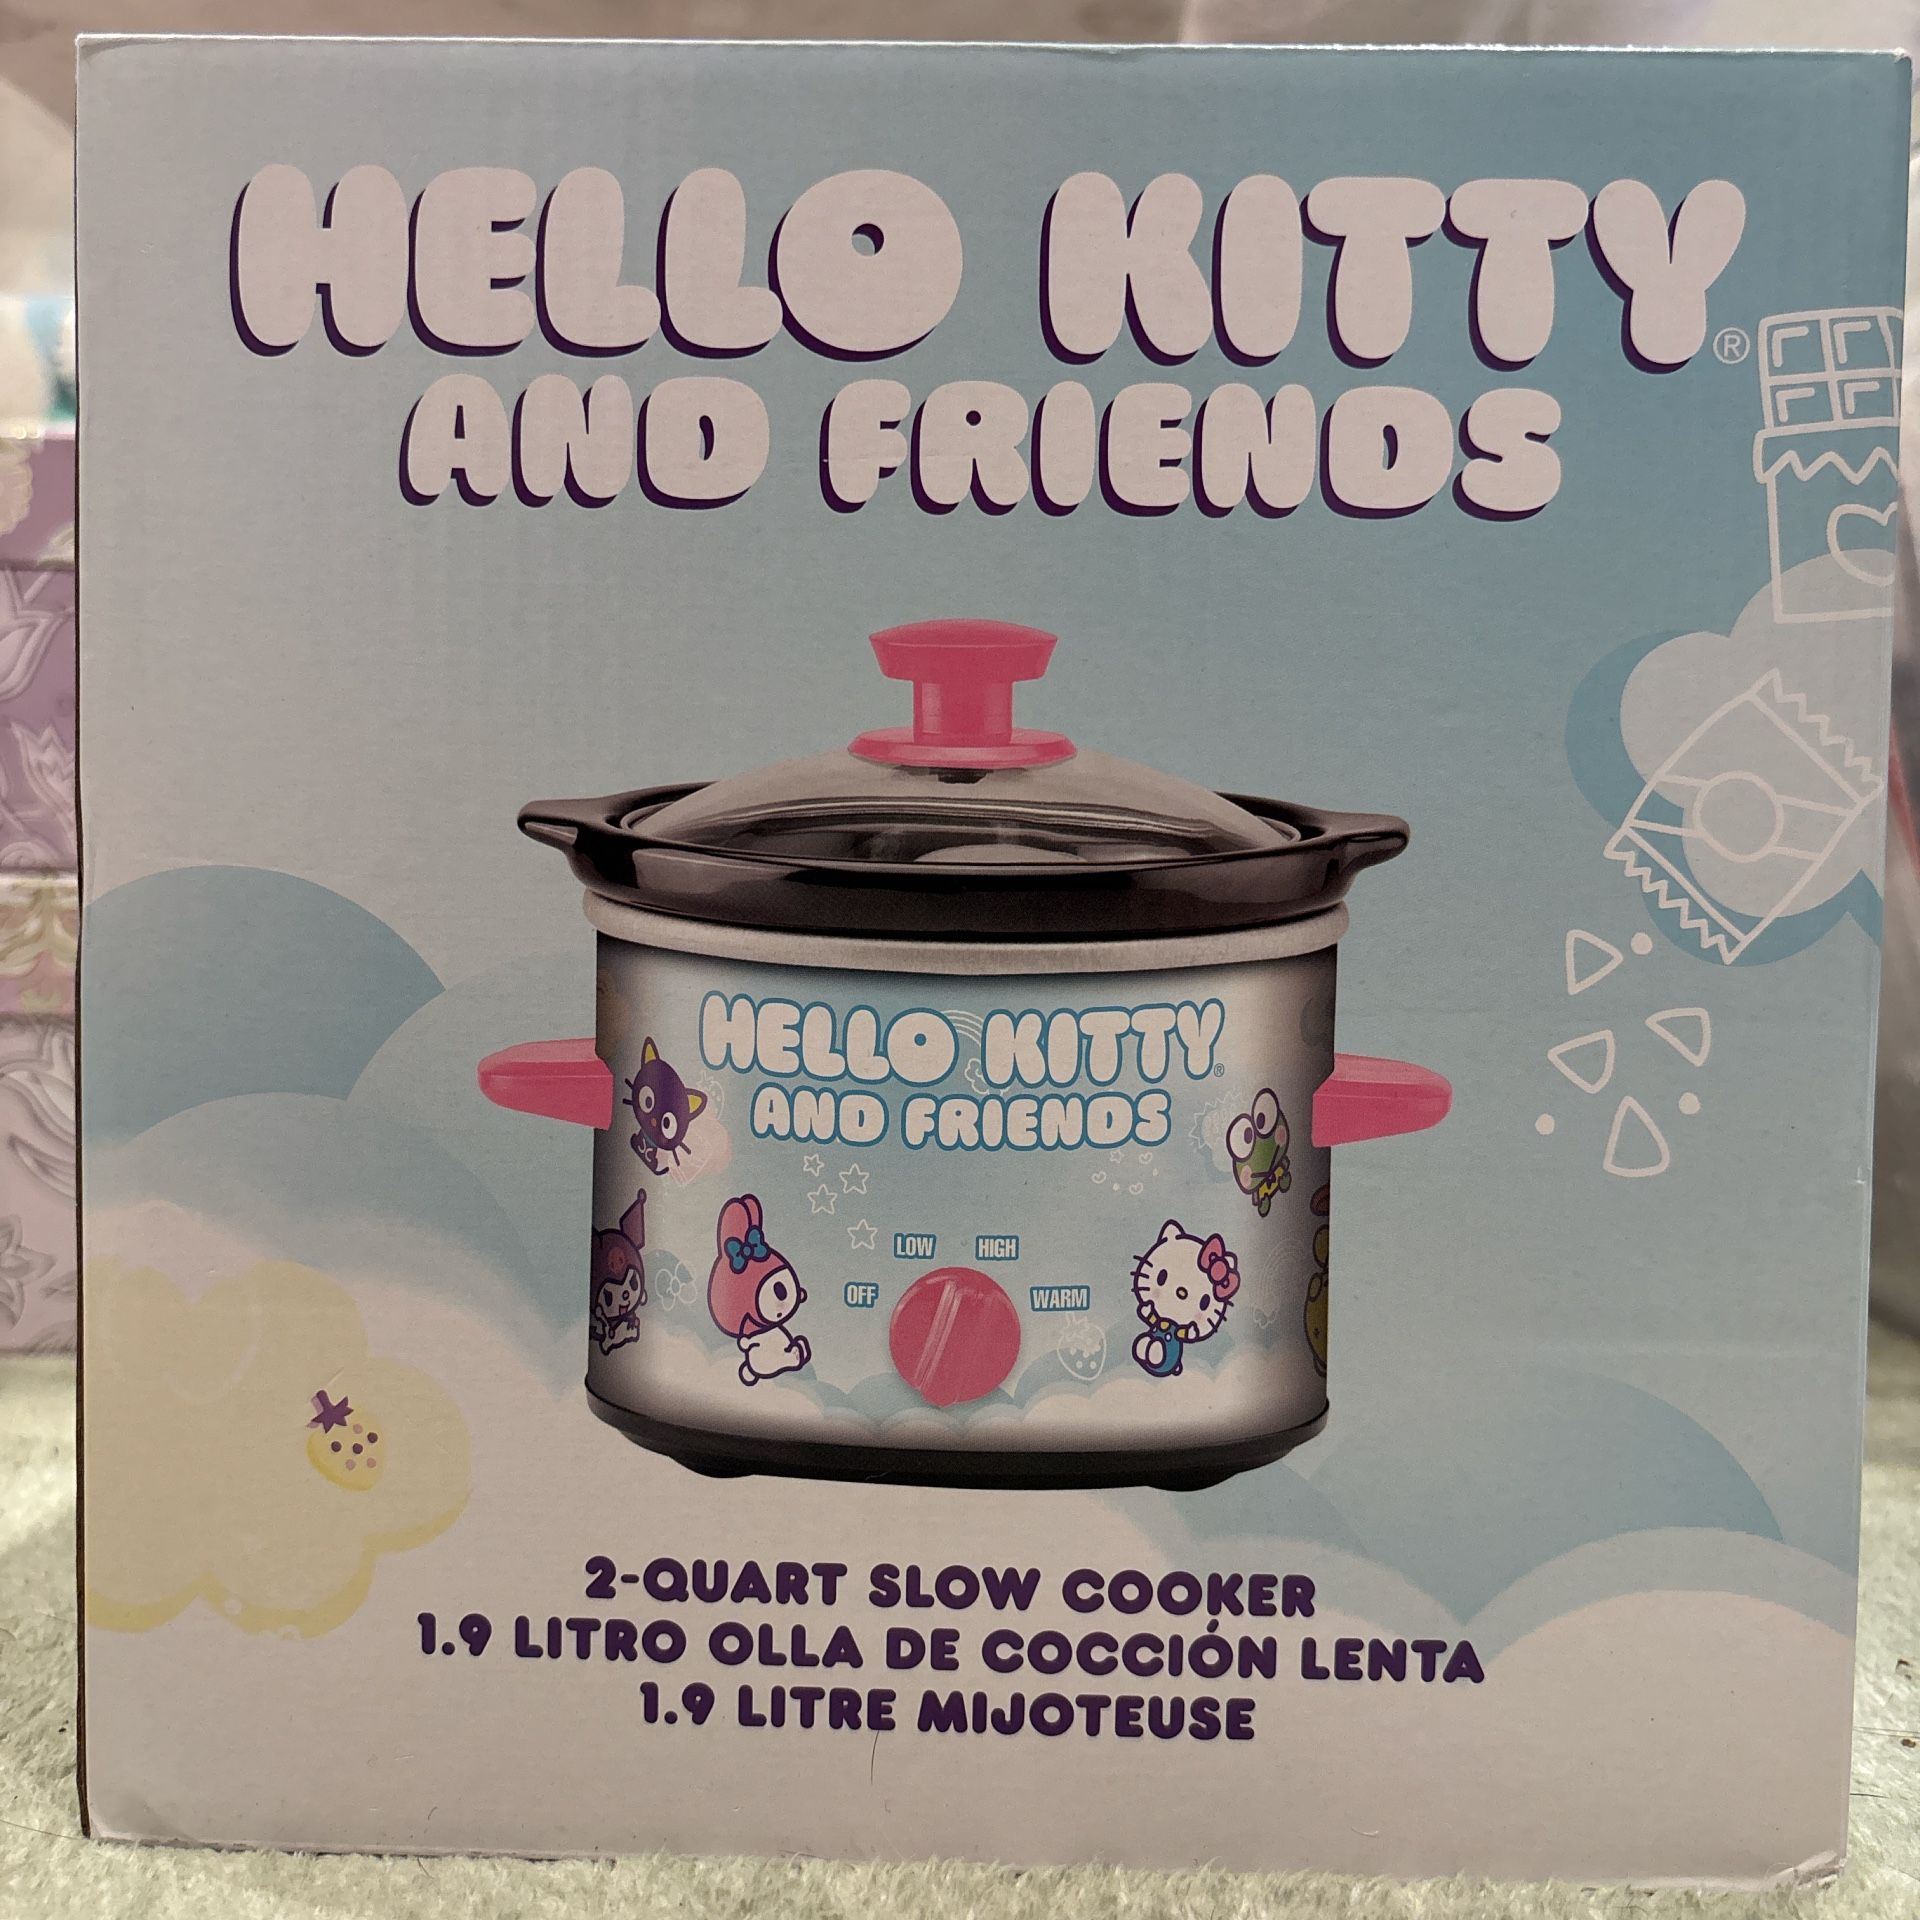 HELLO KITTY®
AND FRIENDS
HELLO KITTY®
AND FRIENDS
LOW HIGH
OFF WARM
2-QUART SLOW COOKER
1.9 LITRO OLLA DE COCCIÓN LENTA
1.9 LITRE MIJOTEUSE